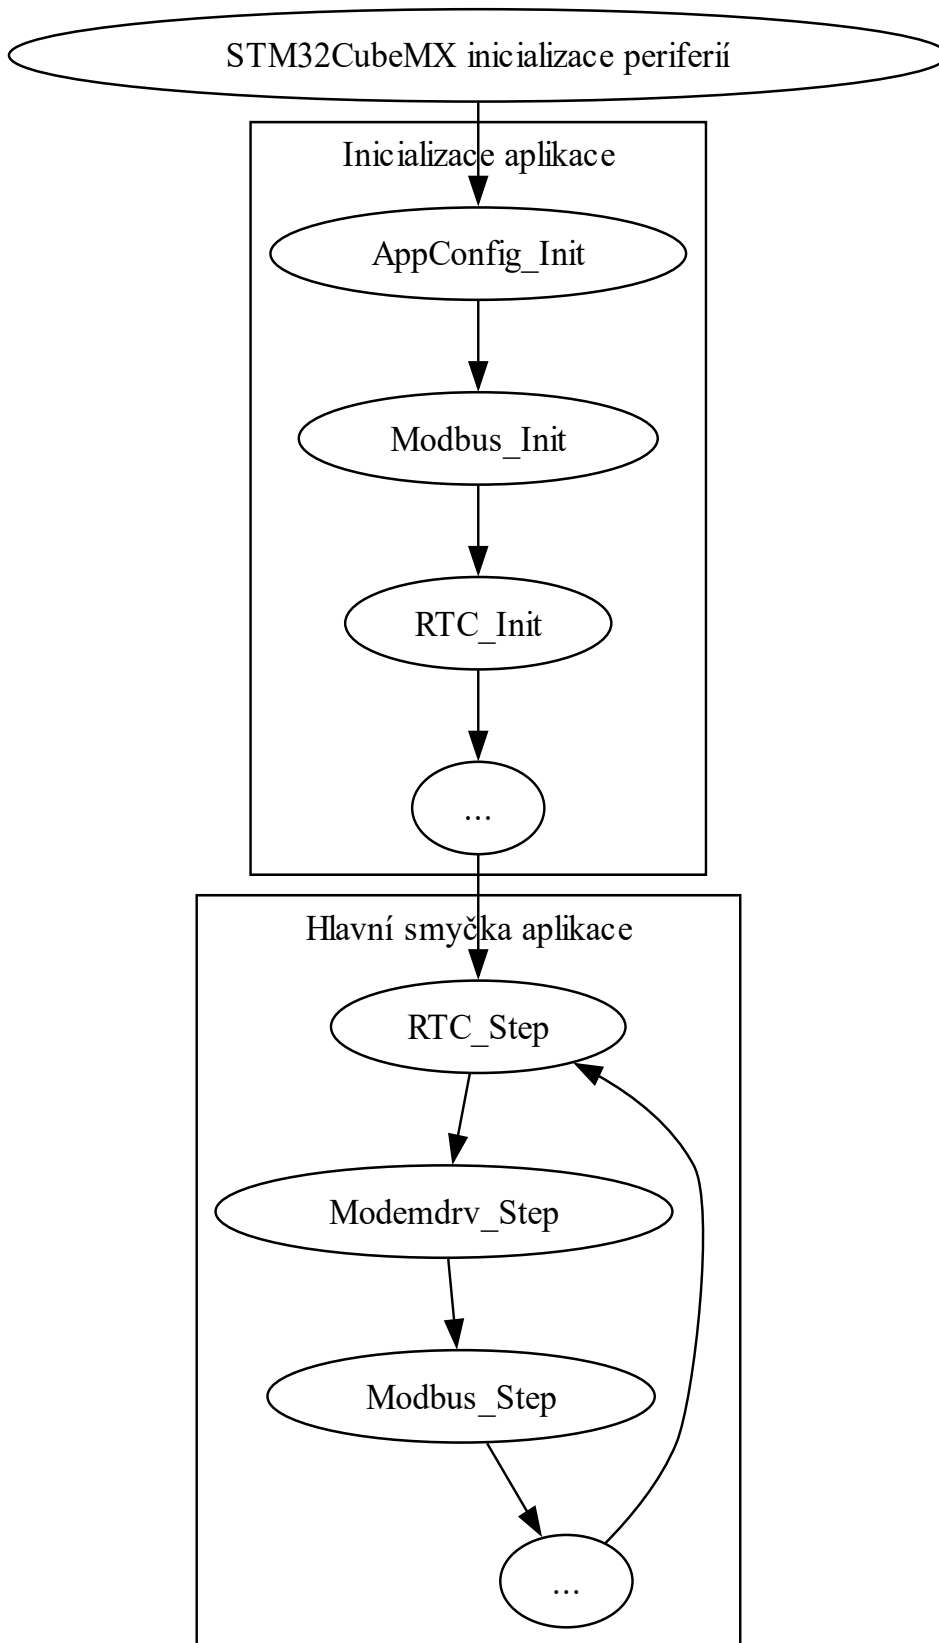 STM32CubeMX inicializace periferií
Inicializace aplikace
AppConfig_Init
Modbus_Init
RTC_Init
...
Hlavní smyčka aplikace
RTC_Step
Modemdrv_Step
Modbus_Step
...